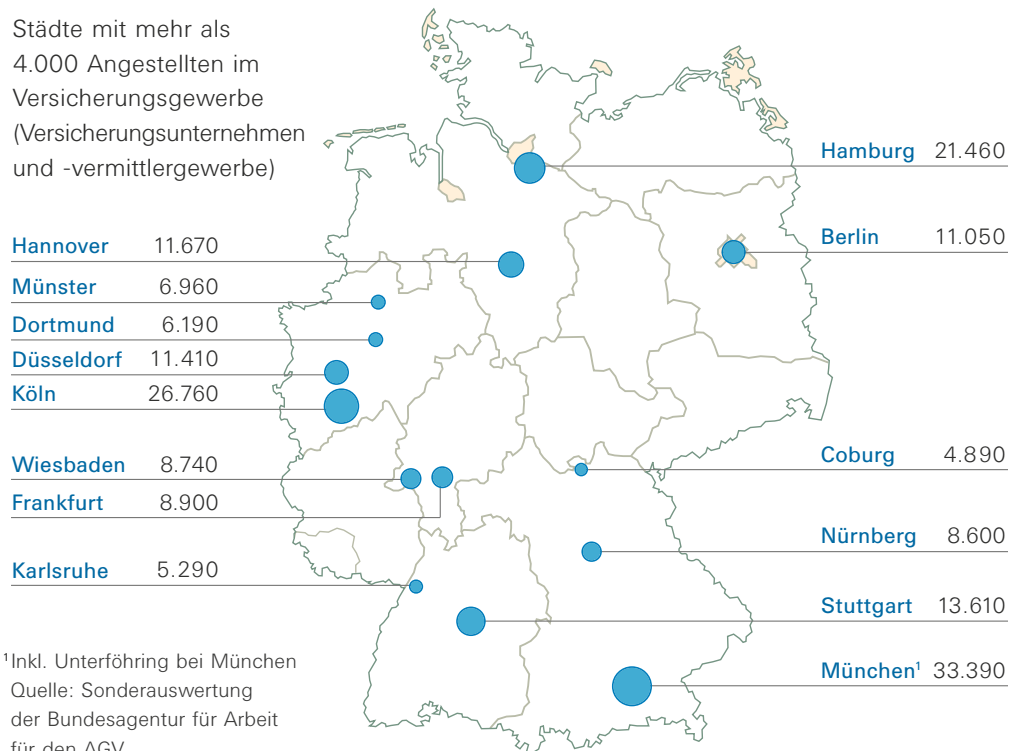 Städte mit mehr als
4.000 Angestellten im
Versicherungsgewerbe
(Versicherungsunternehmen
und -vermittlergewerbe)
Hannover 11.670
Münster 6.960
Dortmund 6.190
Düsseldorf 11.410
Köln 26.760
Wiesbaden 8.740
Frankfurt 8.900
Karlsruhe 5.290
Hamburg 21.460
Berlin 11.050
Coburg 4.890
Nürnberg 8.600
Stuttgart 13.610
München¹ 33.390
¹Inkl. Unterföhring bei München
Quelle: Sonderauswertung
der Bundesagentur für Arbeit
für den AGV